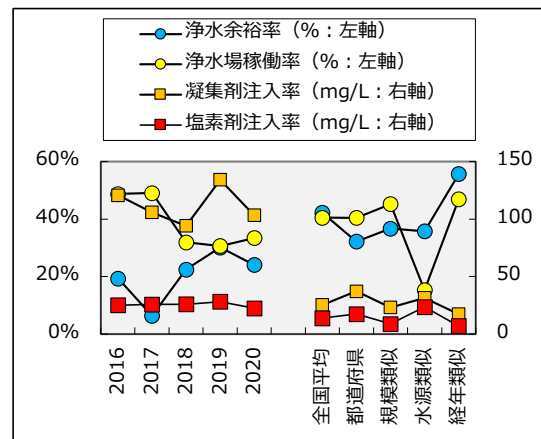 浄水余裕率（%：左軸）
浄水場稼働率（%：左軸）
凝集剤注入率（mg/L：右軸）
塩素剤注入率（mg/L：右軸）
60%
40%
20%
0%
150
100
50
0
2016
2017
2018
2019
2020
全国平均
都道府県
規模類似
水源類似
経年類似